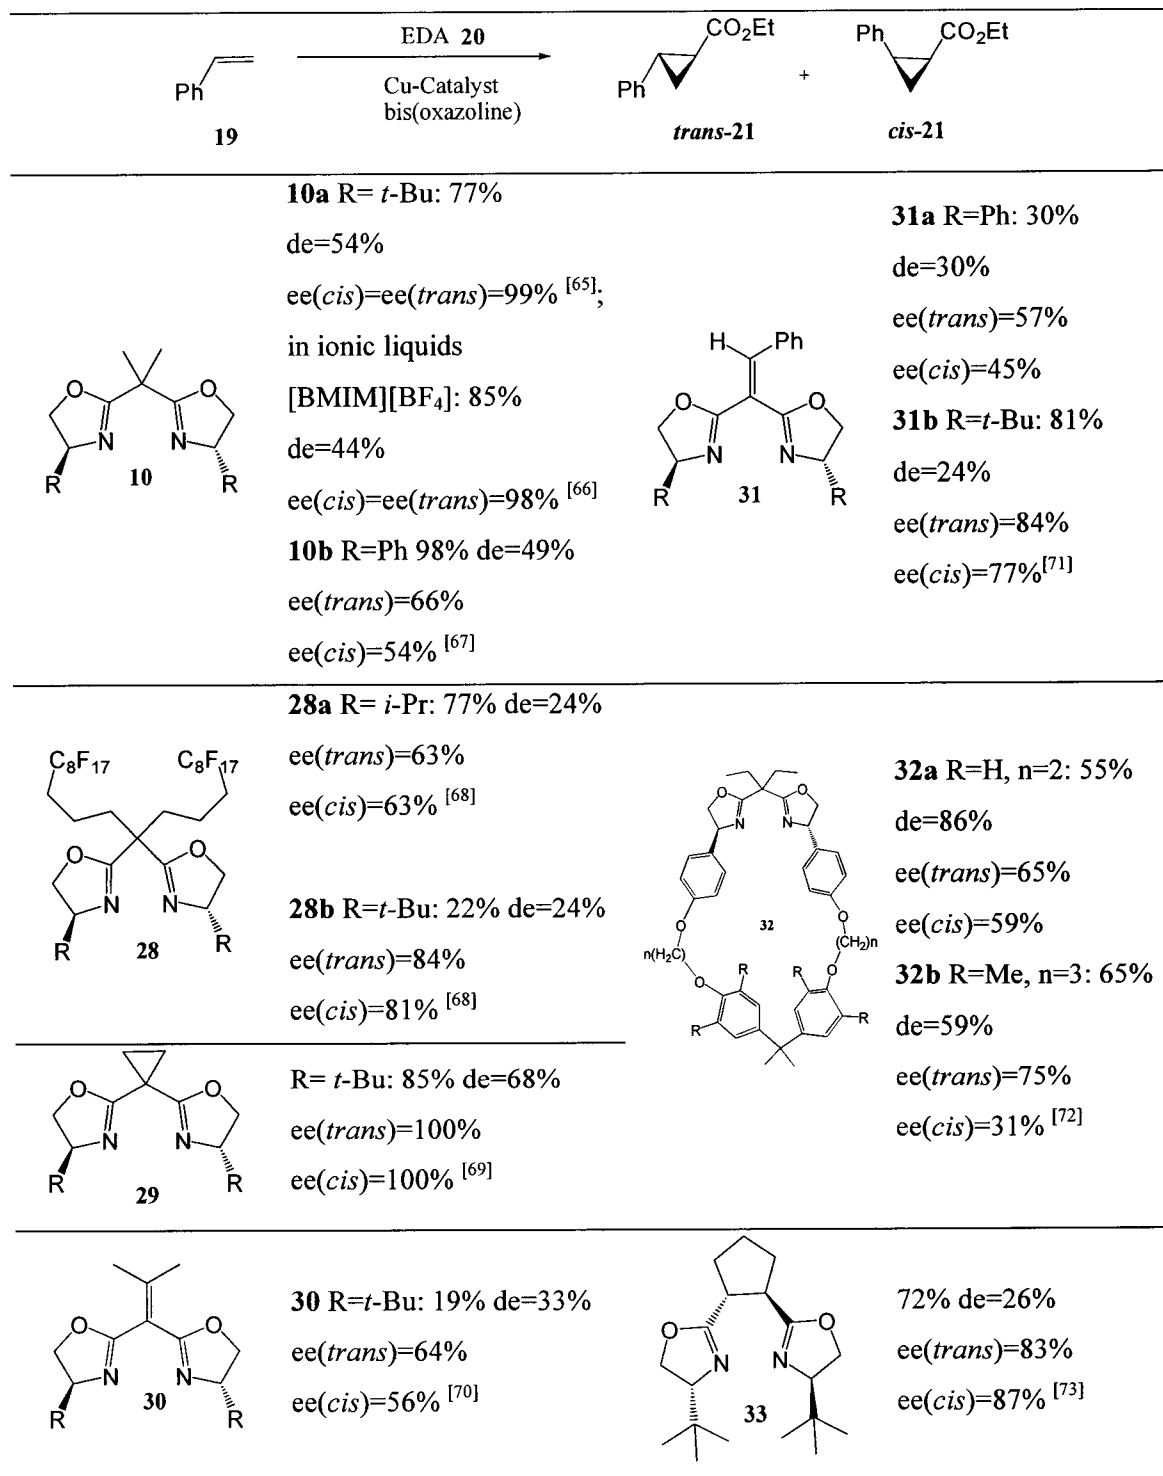 EDA 20
Cu-Catalyst
bis(oxazoline)
Ph
19
CO₂Et
Ph
trans-21
+
Ph
CO₂Et
cis-21
10a R= t-Bu: 77%
de=54%
ee(cis)=ee(trans)=99% [65];
in ionic liquids
[BMIM][BF₄]: 85%
de=44%
ee(cis)=ee(trans)=98% [66]
10b R=Ph 98% de=49%
ee(trans)=66%
ee(cis)=54% [67]
O O
N N
R 10 R
31a R=Ph: 30%
de=30%
ee(trans)=57%
ee(cis)=45%
31b R=t-Bu: 81%
de=24%
ee(trans)=84%
ee(cis)=77%[71]
H Ph
O O
N N
R 31 R
28a R= i-Pr: 77% de=24%
ee(trans)=63%
ee(cis)=63% [68]
28b R=t-Bu: 22% de=24%
ee(trans)=84%
ee(cis)=81% [68]
C₈F₁₇ C₈F₁₇
O O
N N
R 28 R
32a R=H, n=2: 55%
de=86%
ee(trans)=65%
ee(cis)=59%
32b R=Me, n=3: 65%
de=59%
ee(trans)=75%
ee(cis)=31% [72]
O O
N N
O O
32
n(H₂C) (CH₂)n
O R R O
R R
R= t-Bu: 85% de=68%
ee(trans)=100%
ee(cis)=100% [69]
O O
N N
R 29 R
30 R=t-Bu: 19% de=33%
ee(trans)=64%
ee(cis)=56% [70]
O O
N N
R 30 R
72% de=26%
ee(trans)=83%
ee(cis)=87% [73]
O O
N N
33